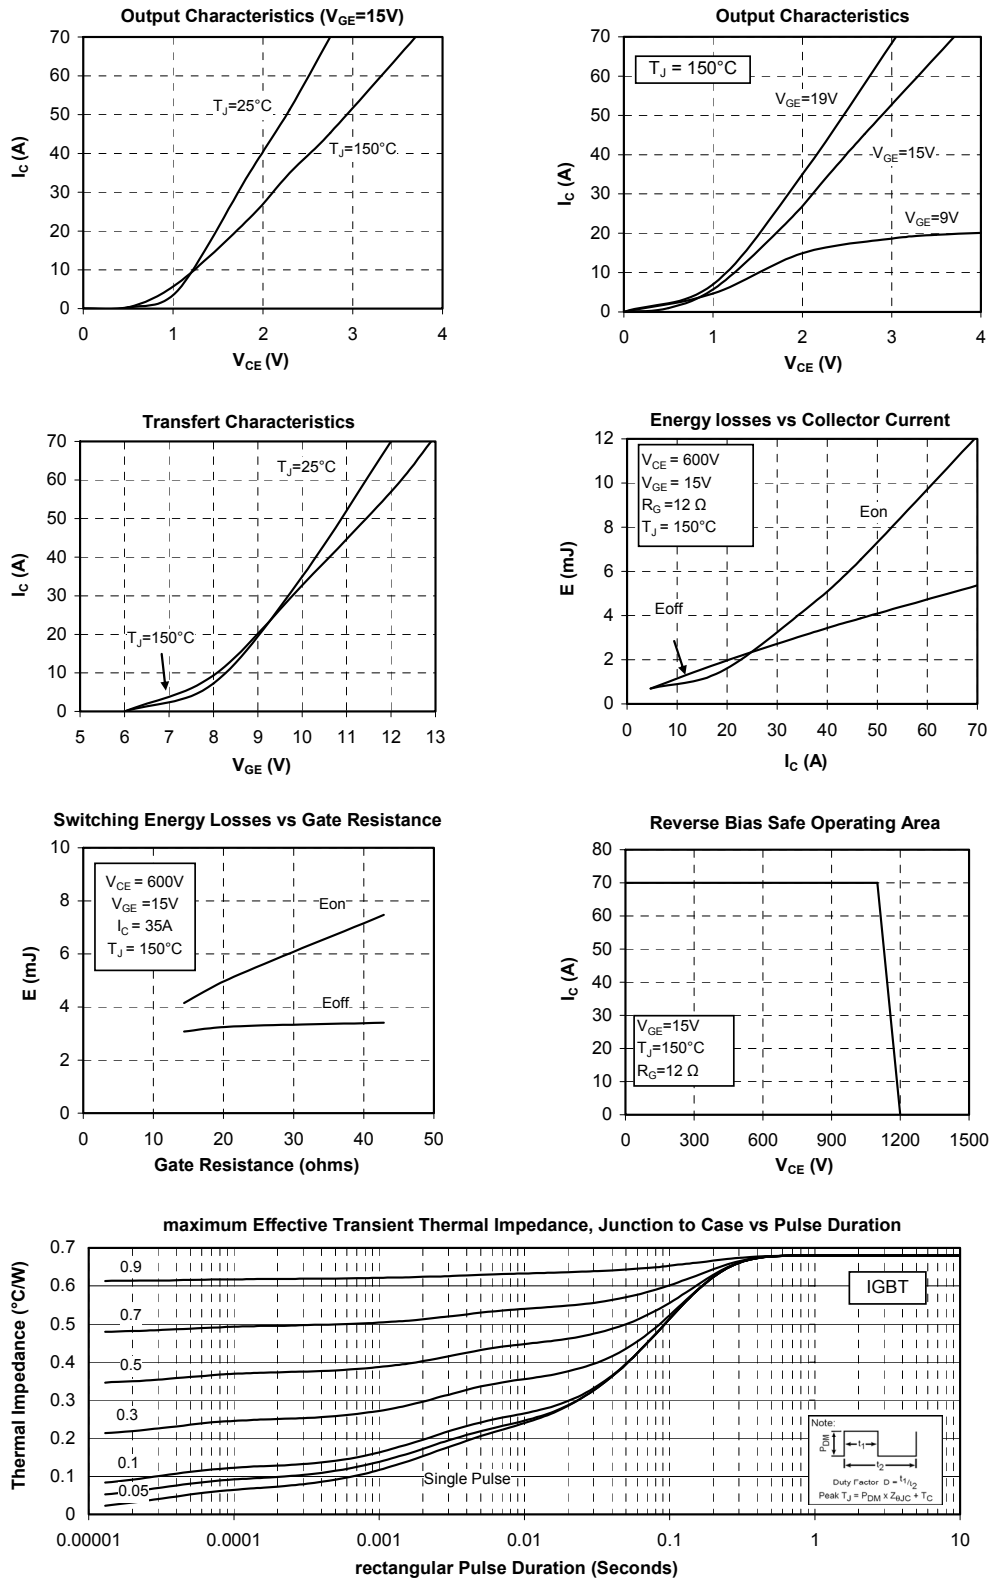 Output Characteristics (VGE=15V)
70
60
50
40
30
20
10
0
IC (A)
TJ=25°C
TJ=150°C
0 1 2 3 4
VCE (V)
Output Characteristics
70
60
50
40
30
20
10
0
IC (A)
TJ = 150°C
VGE=19V
VGE=15V
VGE=9V
0 1 2 3 4
VCE (V)
Transfert Characteristics
70
60
50
40
30
20
10
0
IC (A)
TJ=25°C
TJ=150°C
5 6 7 8 9 10 11 12 13
VGE (V)
Energy losses vs Collector Current
12
10
8
6
4
2
0
E (mJ)
VCE = 600V
VGE = 15V
RG =12 Ω
TJ = 150°C
Eon
Eoff
0 10 20 30 40 50 60 70
IC (A)
Switching Energy Losses vs Gate Resistance
10
8
6
4
2
0
E (mJ)
VCE = 600V
VGE =15V
IC = 35A
TJ = 150°C
Eon
Eoff
0 10 20 30 40 50
Gate Resistance (ohms)
Reverse Bias Safe Operating Area
80
70
60
50
40
30
20
10
0
IC (A)
VGE=15V
TJ=150°C
RG=12 Ω
0 300 600 900 1200 1500
VCE (V)
maximum Effective Transient Thermal Impedance, Junction to Case vs Pulse Duration
0.7
0.6
0.5
0.4
0.3
0.2
0.1
0
Thermal Impedance (°C/W)
0.9
0.7
0.5
0.3
0.1
0.05
Single Pulse
IGBT
Note:
PDM
t1
t2
Duty Factor D = t1/t2
Peak TJ = PDM x ZθJC + TC
0.00001 0.0001 0.001 0.01 0.1 1 10
rectangular Pulse Duration (Seconds)